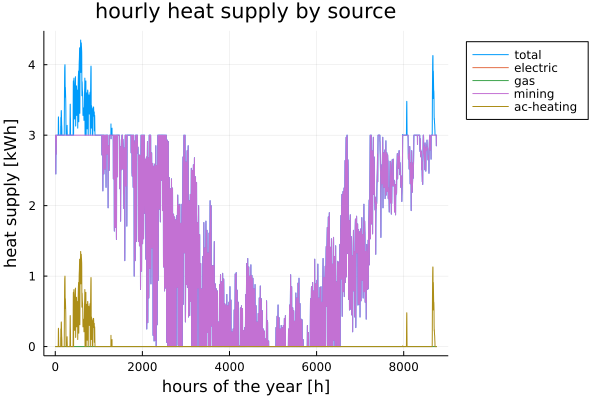 hourly heat supply by source
heat supply [kWh]
4
3
2
1
0
0
2000
4000
6000
8000
hours of the year [h]
total
electric
gas
mining
ac-heating